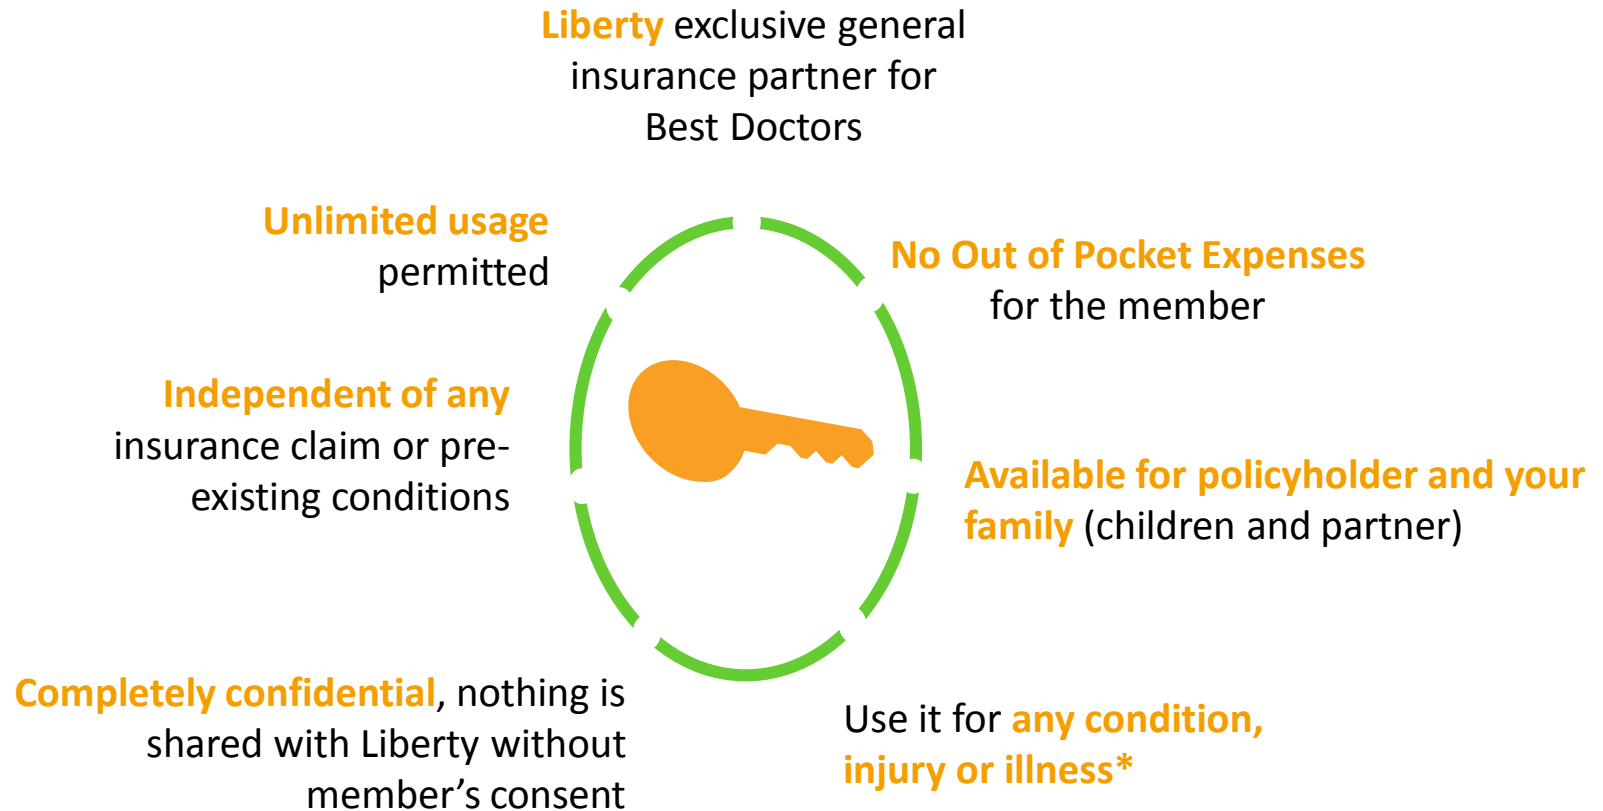 Liberty exclusive general
insurance partner for
Best Doctors
Unlimited usage
permitted
No Out of Pocket Expenses
for the member
Independent of any
insurance claim or pre-
existing conditions
Available for policyholder and your
family (children and partner)
Completely confidential, nothing is
shared with Liberty without
member’s consent
Use it for any condition,
injury or illness*